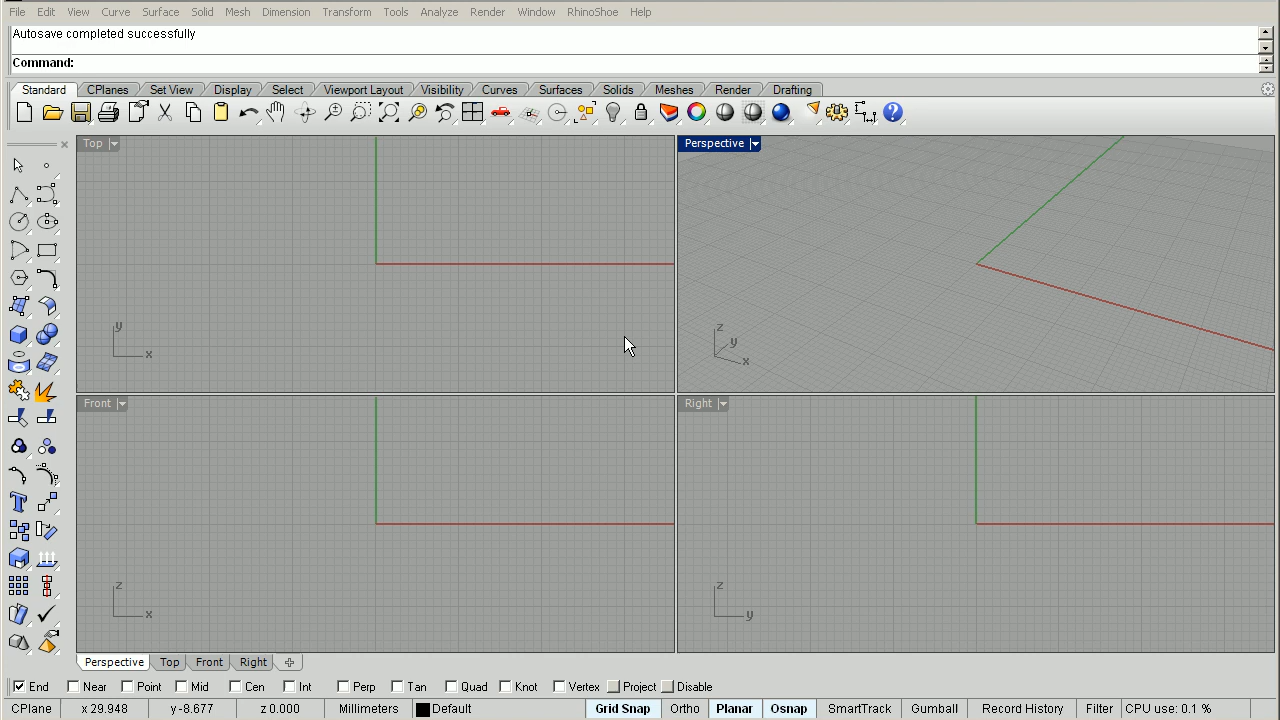 File Edit View Curve Surface Solid Mesh Dimension Transform Tools Analyze Render Window RhinoShoe Help
Autosave completed successfully
Command:
Standard CPlanes Set View Display Select Viewport Layout Visibility Curves Surfaces Solids Meshes Render Drafting
Top
Perspective
y
x
z
y
x
Front
Right
z
x
z
y
Perspective Top Front Right
End Near Point Mid Cen Int Perp Tan Quad Knot Vertex Project Disable
CPlane x 29.948 y -8.677 z 0.000 Millimeters Default Grid Snap Ortho Planar Osnap SmartTrack Gumball Record History Filter CPU use: 0.1 %